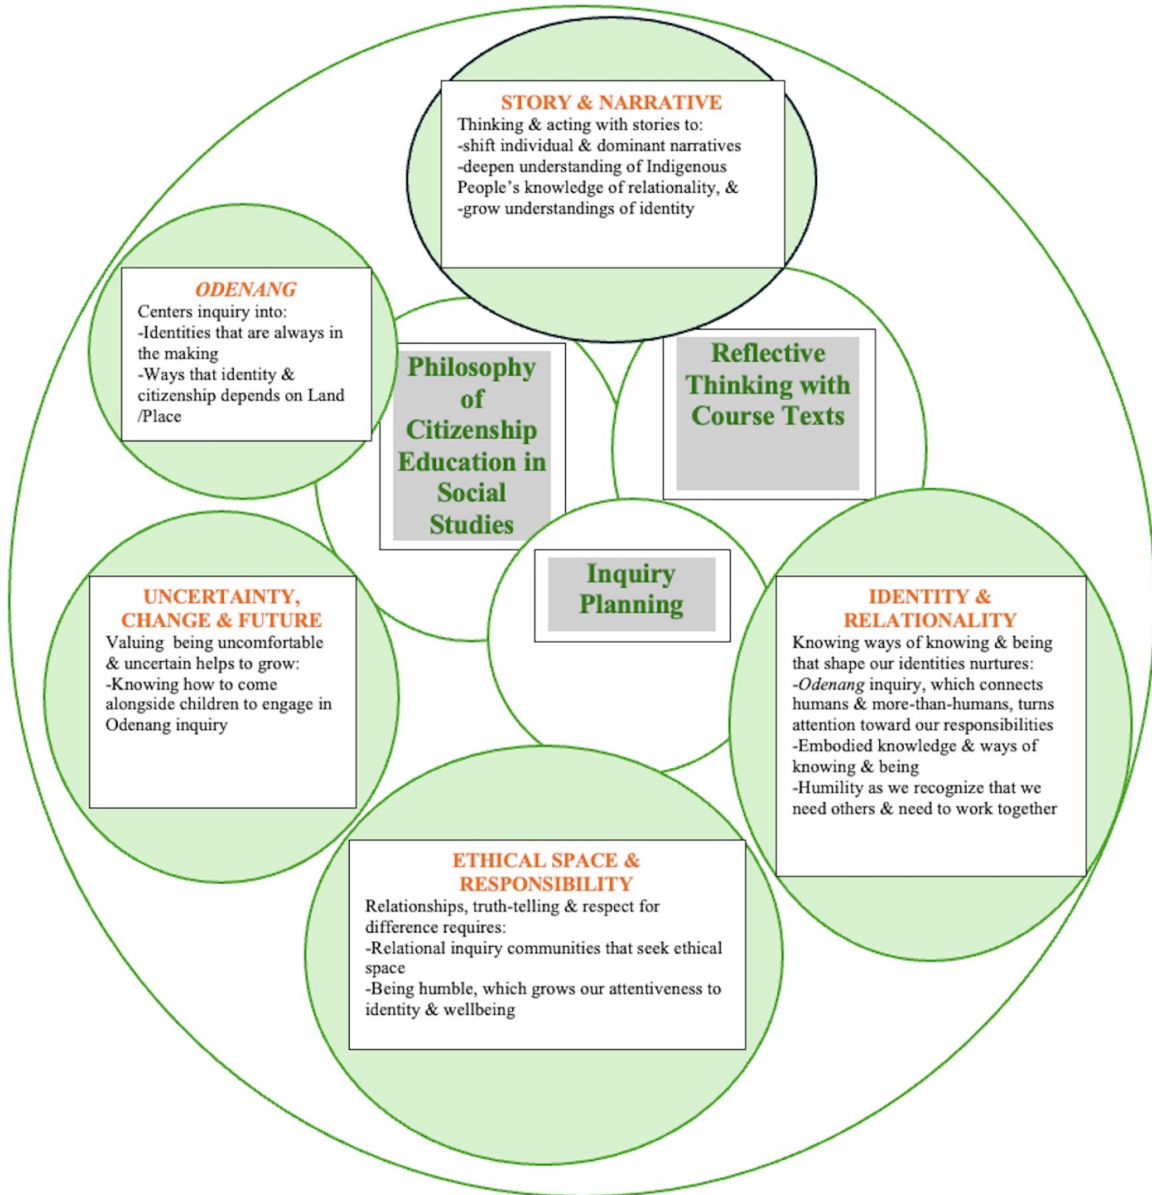 STORY & NARRATIVE
Thinking & acting with stories to:
-shift individual & dominant narratives
-deepen understanding of Indigenous
People’s knowledge of relationality, &
-grow understandings of identity
ODENANG
Centers inquiry into:
-Identities that are always in
the making
-Ways that identity &
citizenship depends on Land
/Place
Philosophy
of
Citizenship
Education in
Social
Studies
Reflective
Thinking with
Course Texts
Inquiry
Planning
UNCERTAINTY,
CHANGE & FUTURE
Valuing  being uncomfortable
& uncertain helps to grow:
-Knowing how to come
alongside children to engage in
Odenang inquiry
IDENTITY &
RELATIONALITY
Knowing ways of knowing & being
that shape our identities nurtures:
-Odenang inquiry, which connects
humans & more-than-humans, turns
attention toward our responsibilities
-Embodied knowledge & ways of
knowing & being
-Humility as we recognize that we
need others & need to work together
ETHICAL SPACE &
RESPONSIBILITY
Relationships, truth-telling & respect for
difference requires:
-Relational inquiry communities that seek ethical
space
-Being humble, which grows our attentiveness to
identity & wellbeing